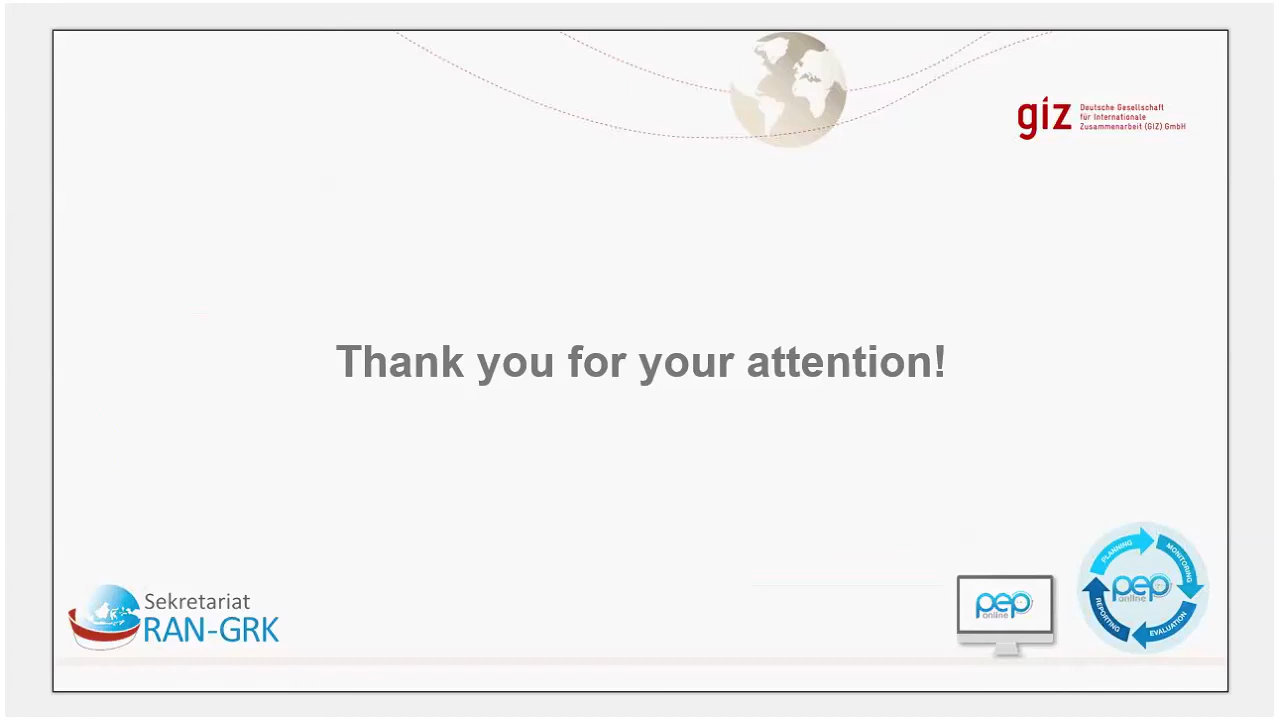 giz
Deutsche Gesellschaft
für Internationale
Zusammenarbeit (GIZ) GmbH
Thank you for your attention!
Sekretariat
RAN-GRK
pep
online
PLANNING
MONITORING
EVALUATION
REPORTING
pep
online